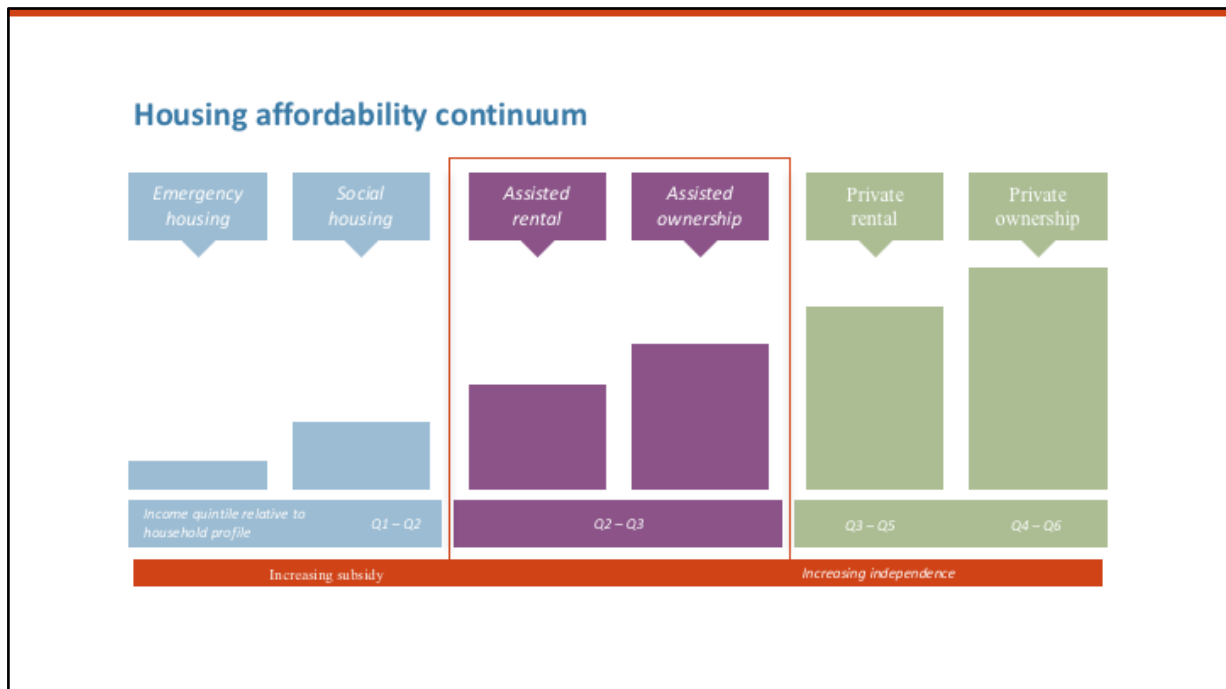 Housing affordability continuum
Emergency
housing
Social
housing
Assisted
rental
Assisted
ownership
Private
rental
Private
ownership
Income quintile relative to
household profile
Q1 – Q2
Q2 – Q3
Q3 – Q5
Q4 – Q6
Increasing subsidy
Increasing independence